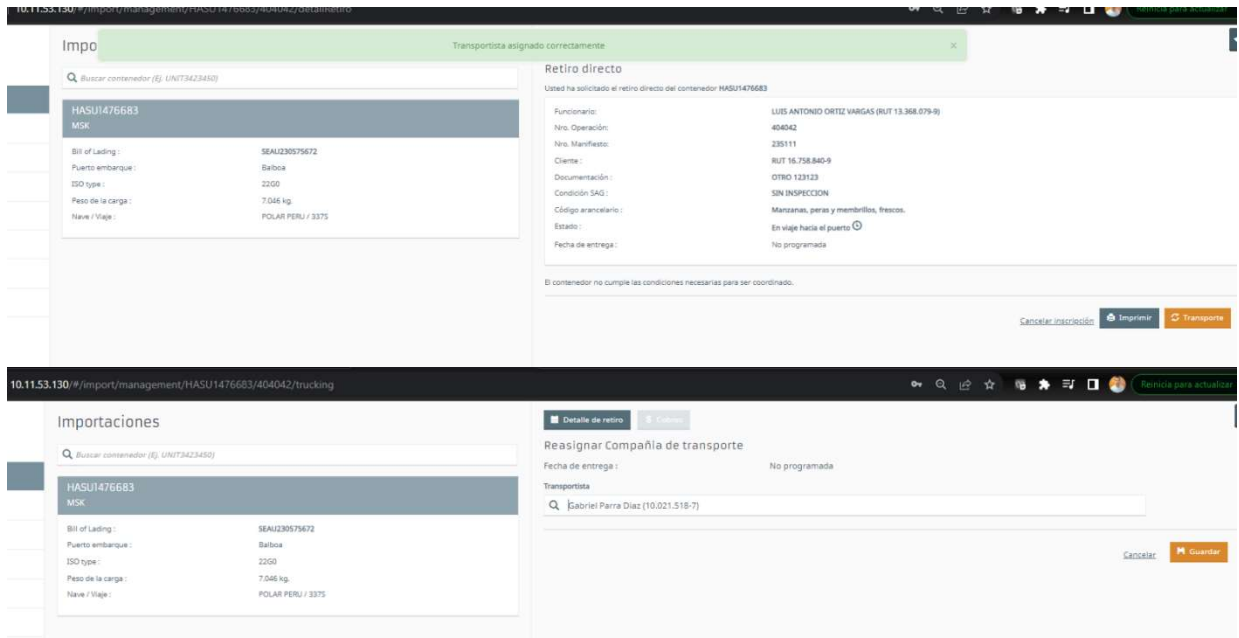 10.11.53.130/#/import/management/HASU1476683/404042/detailRetiro
Reinicia para actualizar
Impo
Transportista asignado correctamente
×
Buscar contenedor (Ej. UNIT3423450)
HASU1476683
MSK
Bill of Lading : SEAU230575672
Puerto embarque : Balboa
ISO type : 22G0
Peso de la carga : 7.046 kg.
Nave / Viaje : POLAR PERU / 337S
Retiro directo
Usted ha solicitado el retiro directo del contenedor HASU1476683
Funcionario: LUIS ANTONIO ORTIZ VARGAS (RUT 13.368.079-9)
Nro. Operación: 404042
Nro. Manifiesto: 235111
Cliente : RUT 16.758.840-9
Documentación : OTRO 123123
Condición SAG : SIN INSPECCION
Código arancelario : Manzanas, peras y membrillos, frescos.
Estado : En viaje hacia el puerto
Fecha de entrega : No programada
El contenedor no cumple las condiciones necesarias para ser coordinado.
Cancelar inscripción Imprimir Transporte
10.11.53.130/#/import/management/HASU1476683/404042/trucking
Reinicia para actualizar
Importaciones
Buscar contenedor (Ej. UNIT3423450)
HASU1476683
MSK
Bill of Lading : SEAU230575672
Puerto embarque : Balboa
ISO type : 22G0
Peso de la carga : 7.046 kg.
Nave / Viaje : POLAR PERU / 337S
Detalle de retiro
Reasignar Compañia de transporte
Fecha de entrega : No programada
Transportista
Gabriel Parra Diaz (10.021.518-7)
Cancelar Guardar